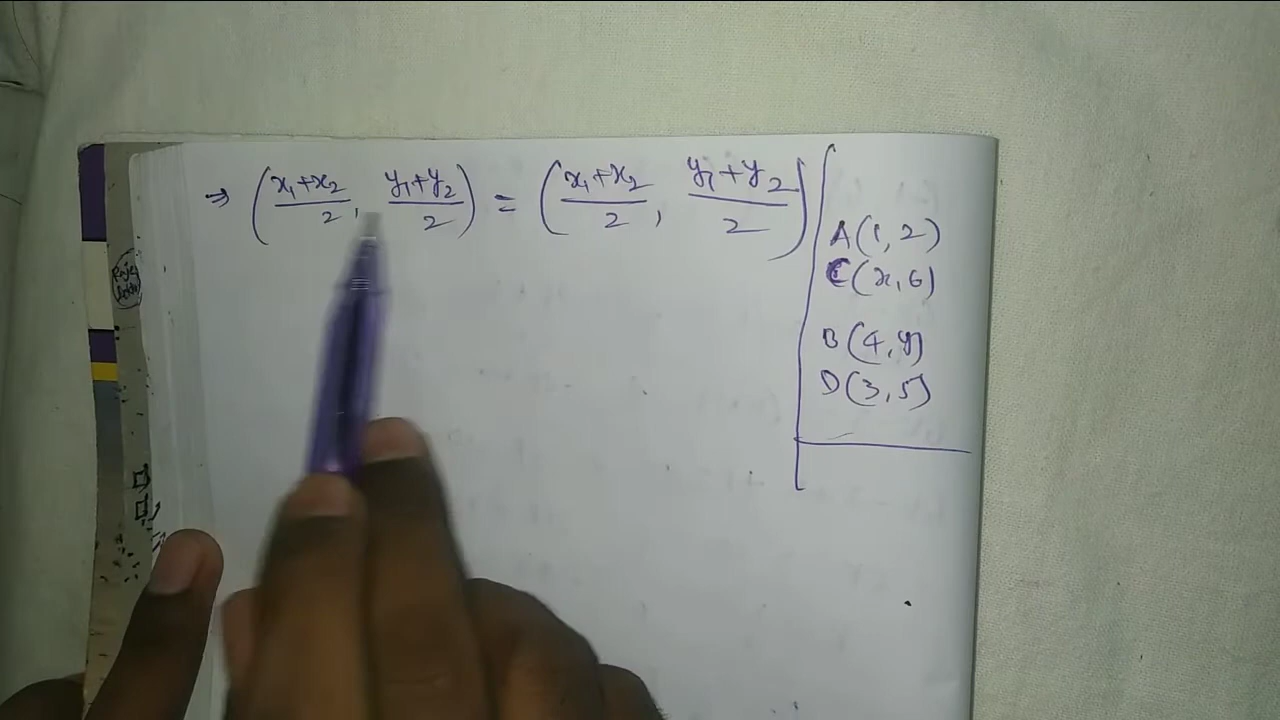 ⇒ (x₁+x₂/2, y₁+y₂/2) = (x₁+x₂/2, y₁+y₂/2)
A(1,2)
C(x,6)
B(4,y)
D(3,5)